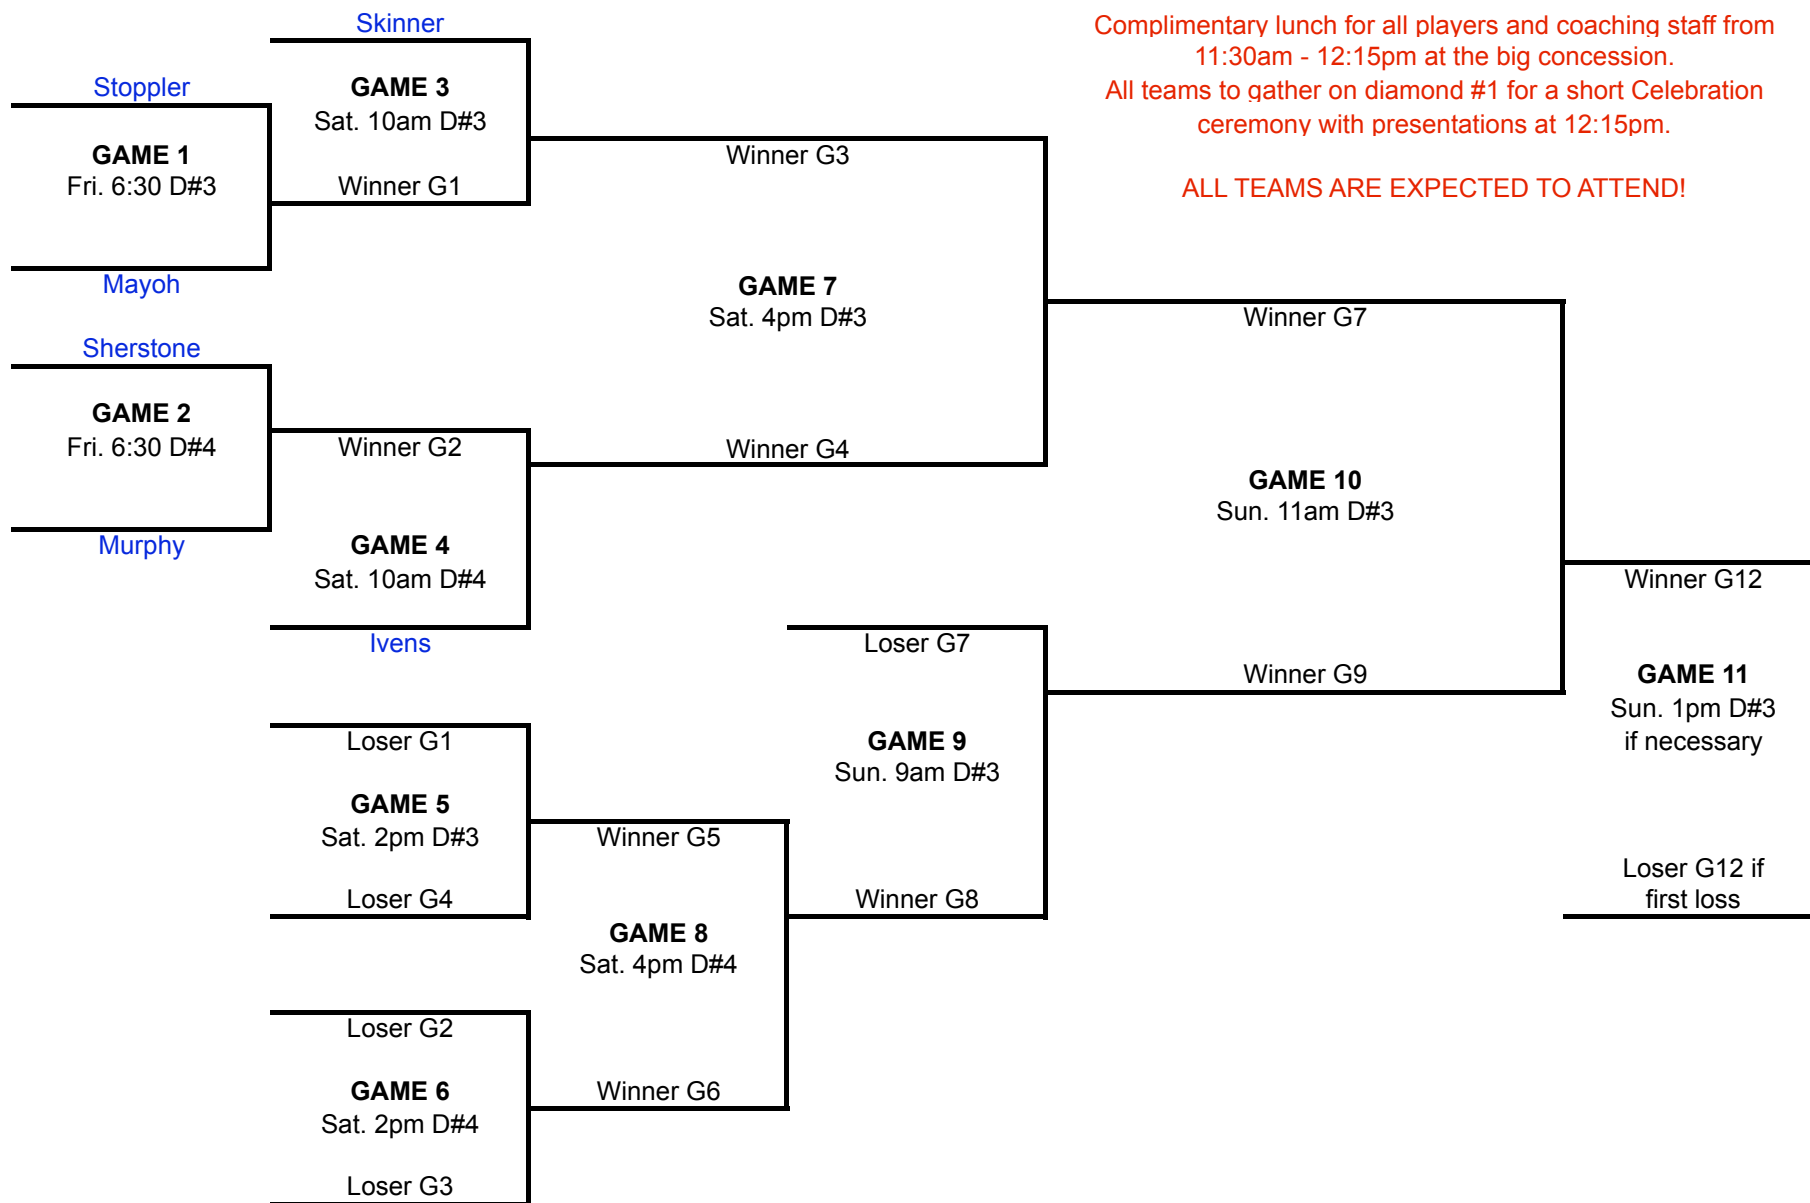 Skinner
Complimentary lunch for all players and coaching staff from
11:30am - 12:15pm at the big concession.
All teams to gather on diamond #1 for a short Celebration
ceremony with presentations at 12:15pm.
ALL TEAMS ARE EXPECTED TO ATTEND!
Stoppler
GAME 3
Sat. 10am D#3
GAME 1
Fri. 6:30 D#3
Winner G1
Winner G3
Mayoh
GAME 7
Sat. 4pm D#3
Winner G7
Sherstone
GAME 2
Fri. 6:30 D#4
Winner G2
Winner G4
GAME 10
Sun. 11am D#3
Murphy
GAME 4
Sat. 10am D#4
Winner G12
Ivens
Loser G7
Winner G9
GAME 11
Sun. 1pm D#3
if necessary
Loser G1
GAME 9
Sun. 9am D#3
GAME 5
Sat. 2pm D#3
Winner G5
Loser G4
Winner G8
Loser G12 if
first loss
GAME 8
Sat. 4pm D#4
Loser G2
GAME 6
Sat. 2pm D#4
Winner G6
Loser G3